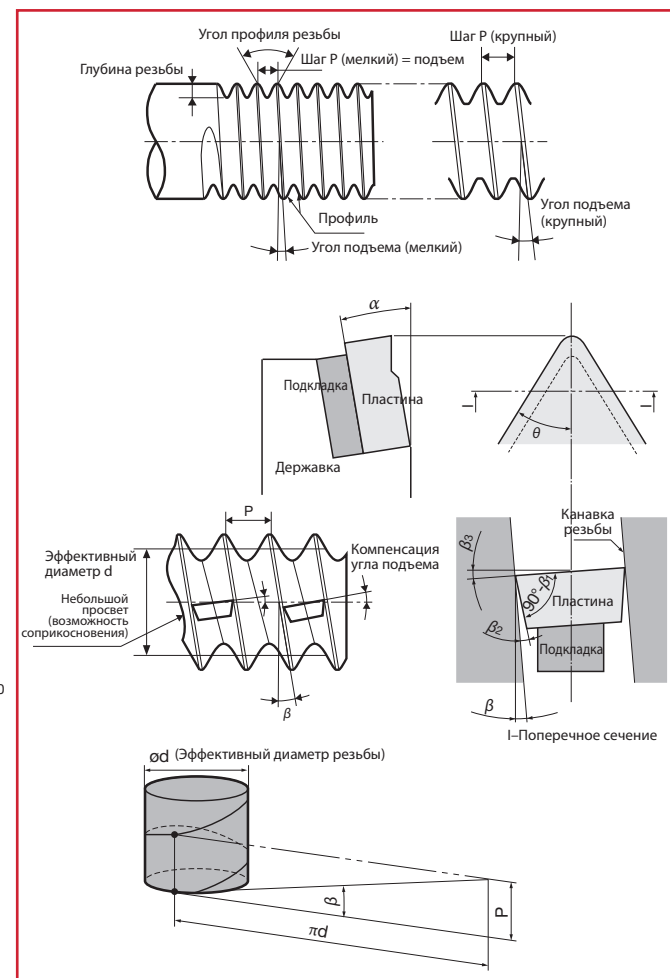 Угол профиля резьбы
Шаг P (крупный)
Шаг P (мелкий) = подъем
Глубина резьбы
Профиль
Угол подъема
(крупный)
Угол подъема (мелкий)
α
Подкладка
Пластина
Державка
I
I
θ
P
Эффективный
диаметр d
Небольшой
просвет
(возможность
соприкосновения)
Компенсация
угла подъема
β
Канавка
резьбы
β3
90°-β1
Пластина
β2
Подкладка
β
I–Поперечное сечение
ød (Эффективный диаметр резьбы)
β
P
πd